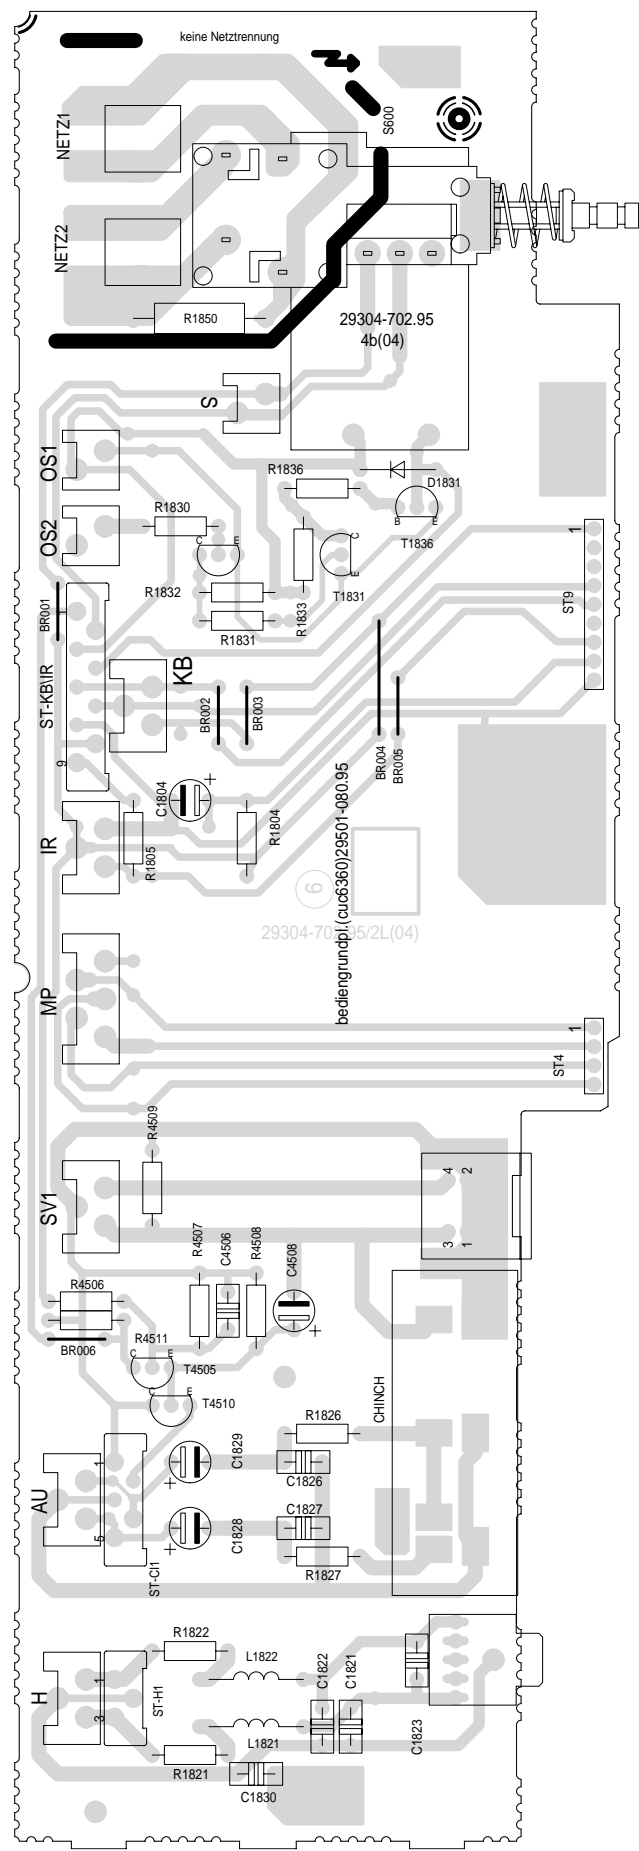 keine Netztrennung
NETZ1
S600
NETZ2
R1850
29304-702.95
4b(04)
S
OS1
R1836
D1831
B
E
T1836
OS2
R1830
C
E
C
E
T1831
1
R1832
R1831
R1833
ST9
BR001
1
ST-KB\IR
9
KB
BR002
BR003
BR004
BR005
C1804
+
IR
R1805
R1804
bediengrundpl.(cuc6360)29501-080.95
6
29304-702.95/2L(04)
MP
1
ST4
R4509
SV1
4
2
3
1
R4507
C4506
R4508
C4508
+
R4506
BR006
R4511
C
E
T4505
C
E
T4510
CHINCH
R1826
C1829
+
C1826
AU
1
5
ST-CI1
C1828
+
C1827
R1827
R1822
L1822
C1822
C1821
H
1
3
ST-H1
L1821
C1823
R1821
C1830